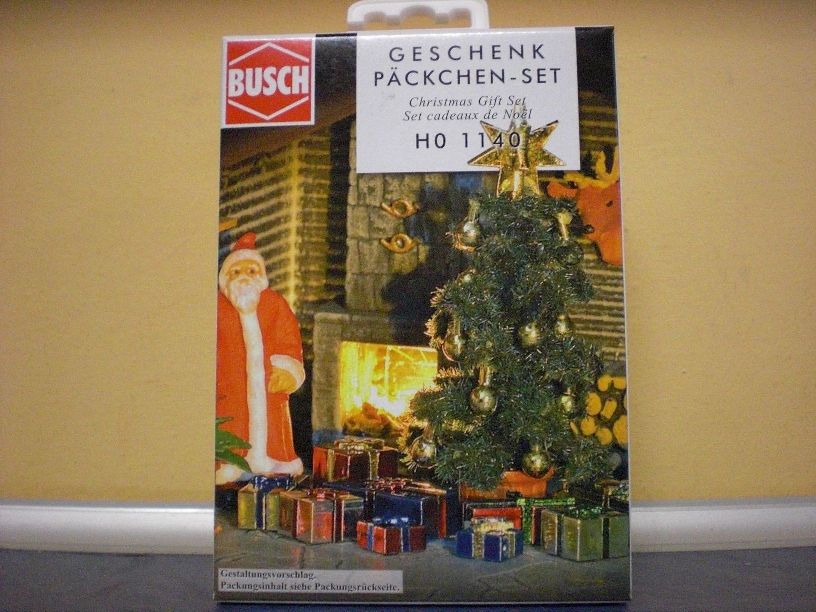 BUSCH
GESCHENK
PÄCKCHEN-SET
Christmas Gift Set
Set cadeaux de Noël
H0 1140
Gestaltungsvorschlag.
Packungsinhalt siehe Packungsrückseite.